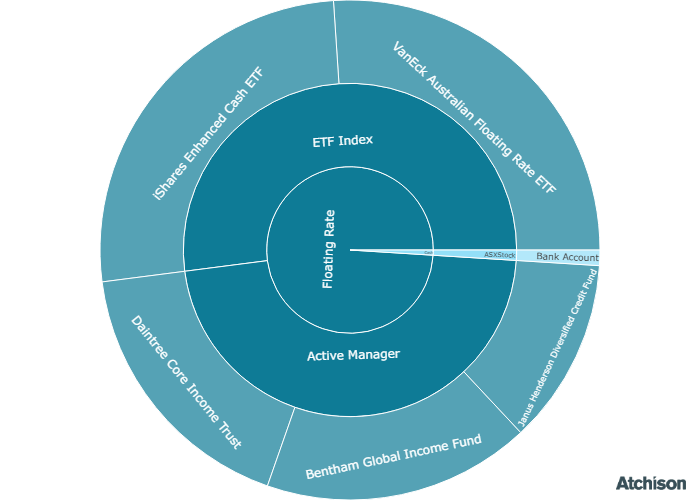 VanEck Australian Floating Rate ETF
IShares Enhanced Cash ETF
ETF Index
Floating Rate
ASXStock
Bank Account
Janus Henderson Diversified Credit Fund
Active Manager
Daintree Core Income Trust
Bentham Global Income Fund
Atchison